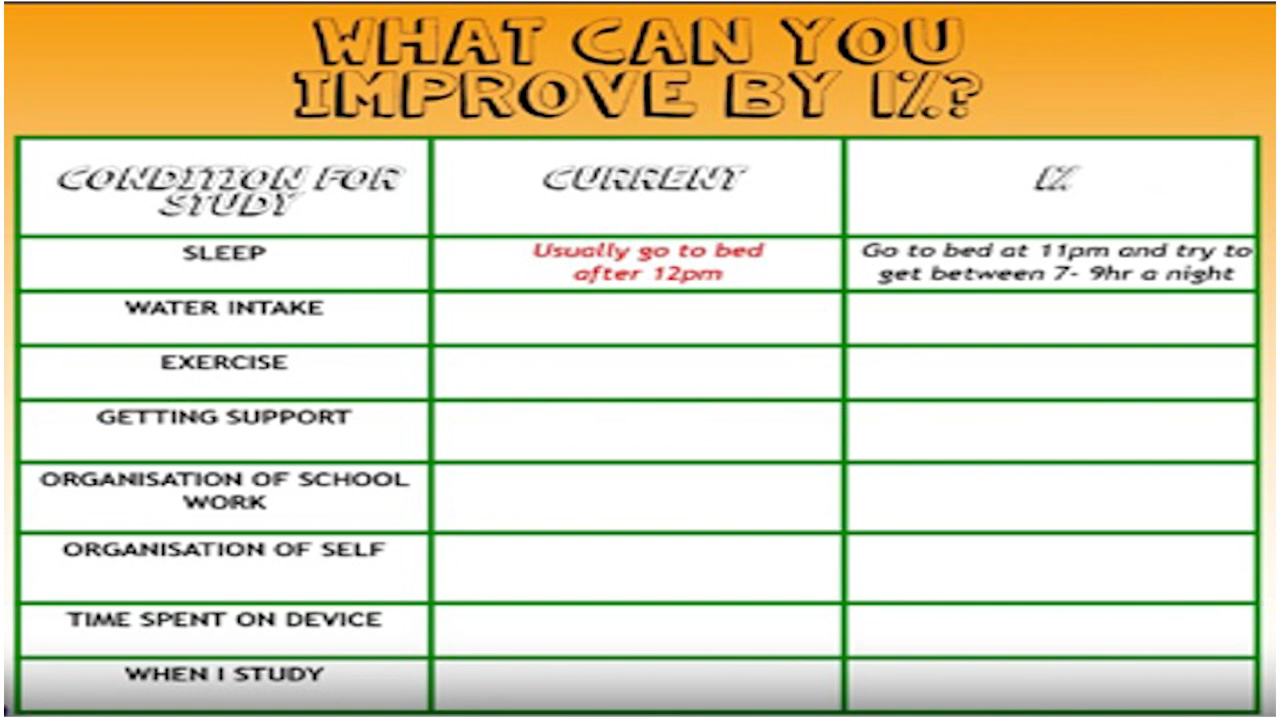 WHAT CAN YOU
IMPROVE BY 1%?
CONDITION FOR
STUDY
CURRENT
1%
SLEEP
Usually go to bed
after 12pm
Go to bed at 11pm and try to
get between 7- 9hr a night
WATER INTAKE
EXERCISE
GETTING SUPPORT
ORGANISATION OF SCHOOL
WORK
ORGANISATION OF SELF
TIME SPENT ON DEVICE
WHEN I STUDY